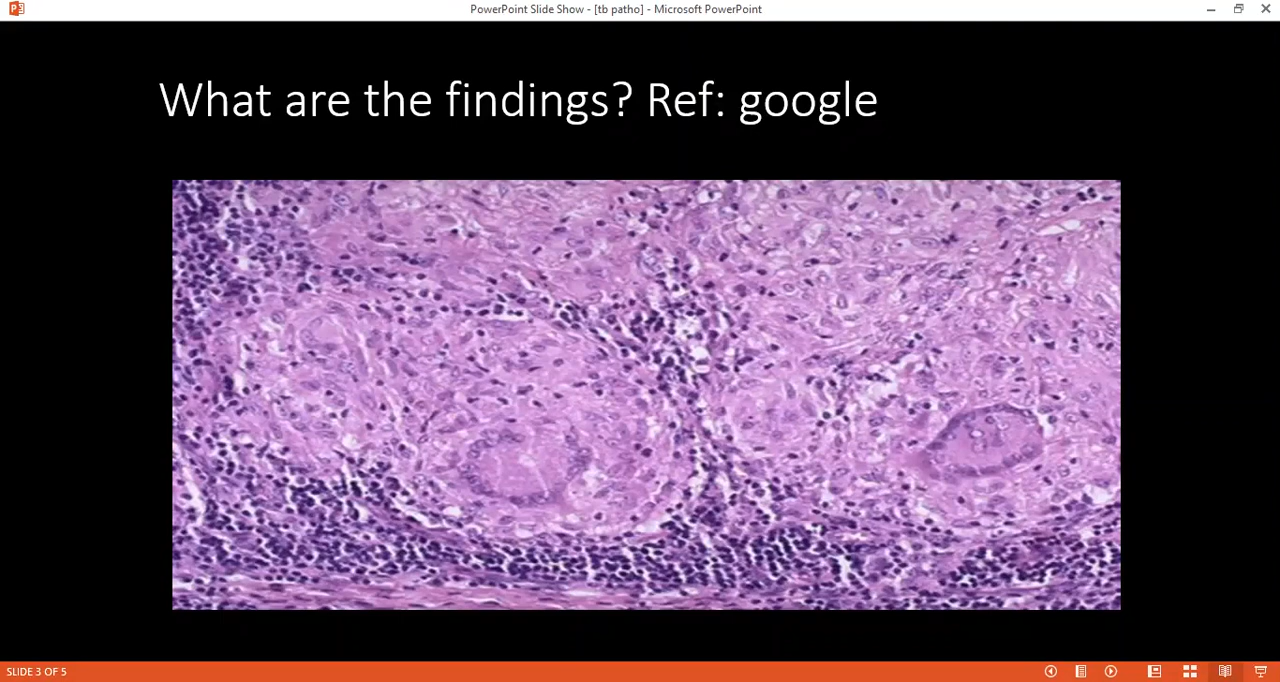 PowerPoint Slide Show - [tb patho] - Microsoft PowerPoint
What are the findings? Ref: google
SLIDE 3 OF 5